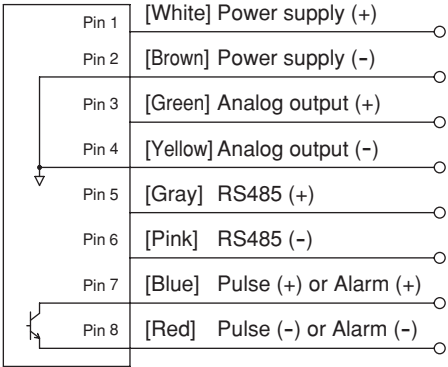 Pin 1 [White] Power supply (+)
Pin 2 [Brown] Power supply (-)
Pin 3 [Green] Analog output (+)
Pin 4 [Yellow] Analog output (-)
Pin 5 [Gray] RS485 (+)
Pin 6 [Pink] RS485 (-)
Pin 7 [Blue] Pulse (+) or Alarm (+)
Pin 8 [Red] Pulse (-) or Alarm (-)